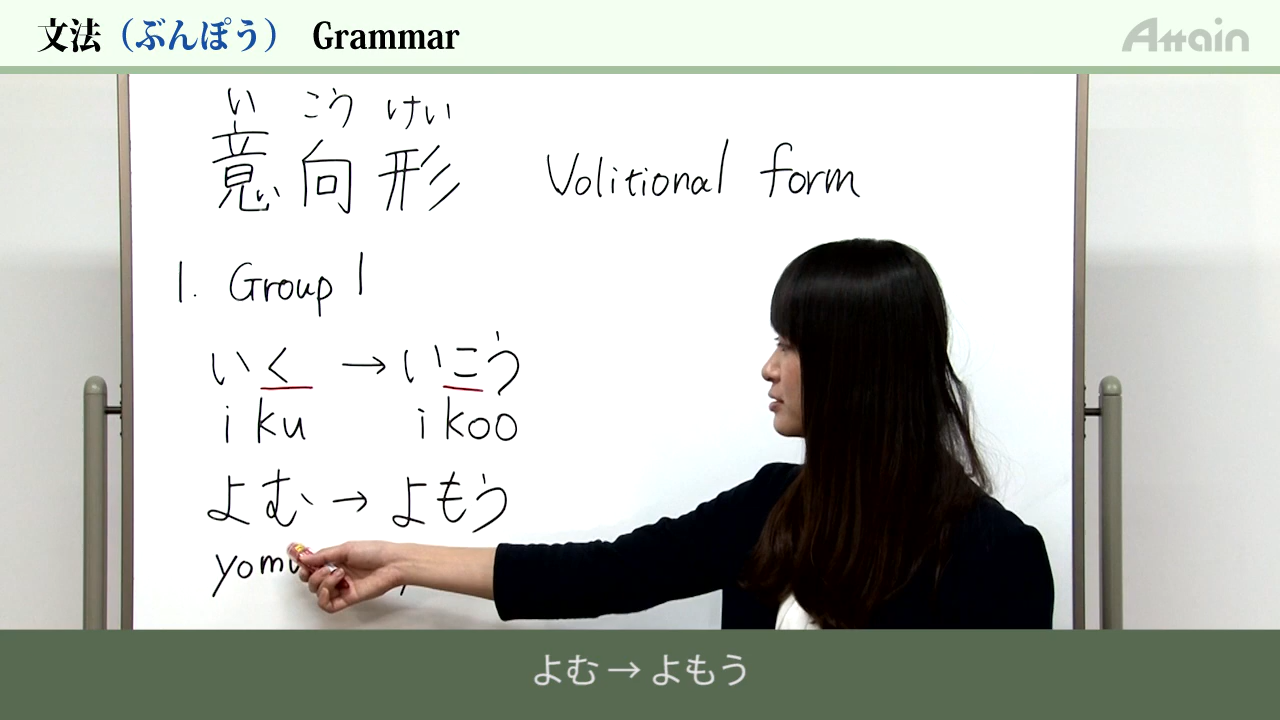 文法（ぶんぽう） Grammar
Attain
い こう けい
意向形 Volitional form
1. Group 1
いく → いこう
iku ikoo
よむ → よもう
yomu
よむ → よもう